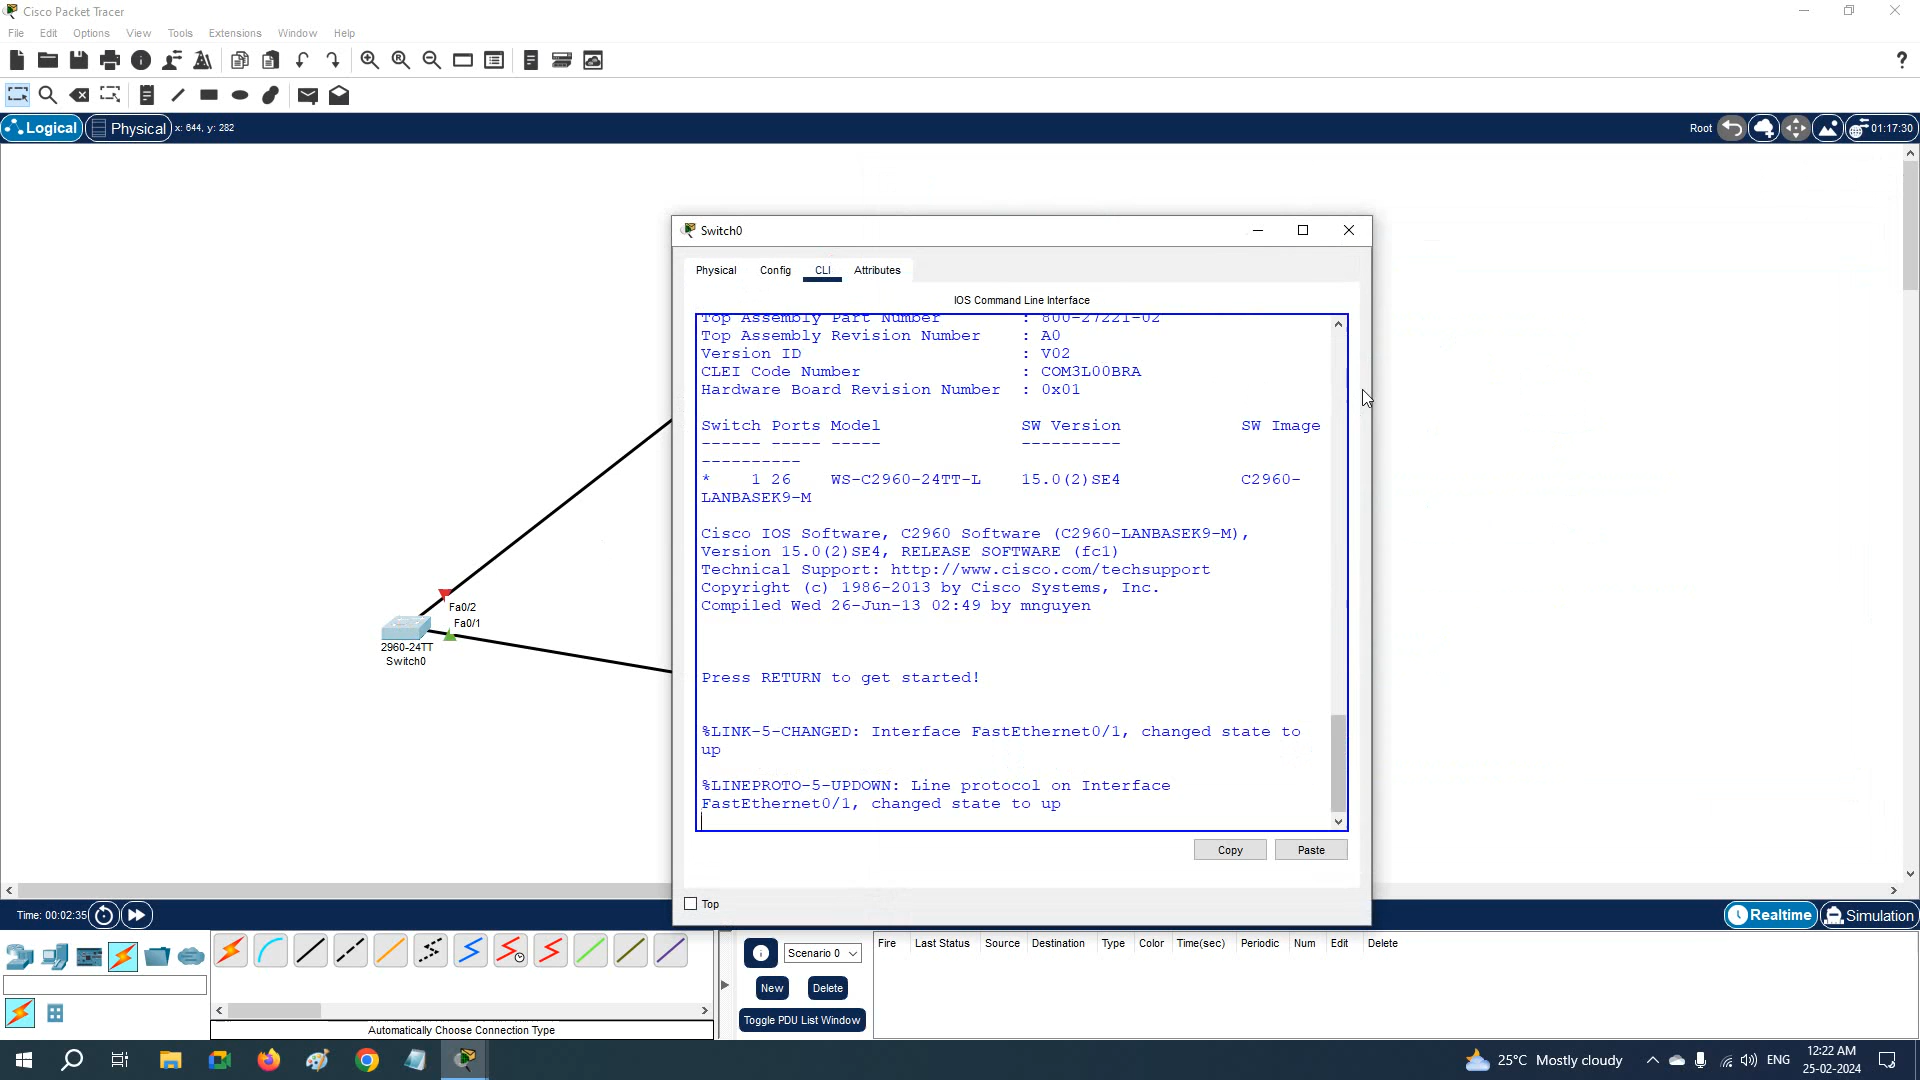 Cisco Packet Tracer
File Edit Options View Tools Extensions Window Help
Logical Physical x: 644, y: 282 Root 01:17:30
Switch0
Physical Config CLI Attributes
IOS Command Line Interface
Top Assembly Part Number : 800-27221-02
Top Assembly Revision Number : A0
Version ID : V02
CLEI Code Number : COM3L00BRA
Hardware Board Revision Number : 0x01
Switch Ports Model SW Version SW Image
------ ----- ----- ----------
----------
* 1 26 WS-C2960-24TT-L 15.0(2)SE4 C2960-
LANBASEK9-M
Cisco IOS Software, C2960 Software (C2960-LANBASEK9-M),
Version 15.0(2)SE4, RELEASE SOFTWARE (fc1)
Technical Support: http://www.cisco.com/techsupport
Copyright (c) 1986-2013 by Cisco Systems, Inc.
Compiled Wed 26-Jun-13 02:49 by mnguyen
Press RETURN to get started!
%LINK-5-CHANGED: Interface FastEthernet0/1, changed state to
up
%LINEPROTO-5-UPDOWN: Line protocol on Interface
FastEthernet0/1, changed state to up
Copy Paste
Top
Fa0/2
Fa0/1
2960-24TT
Switch0
Time: 00:02:35 Realtime Simulation
Scenario 0
New Delete
Toggle PDU List Window
Fire Last Status Source Destination Type Color Time(sec) Periodic Num Edit Delete
Automatically Choose Connection Type
25°C Mostly cloudy ENG 12:22 AM
25-02-2024